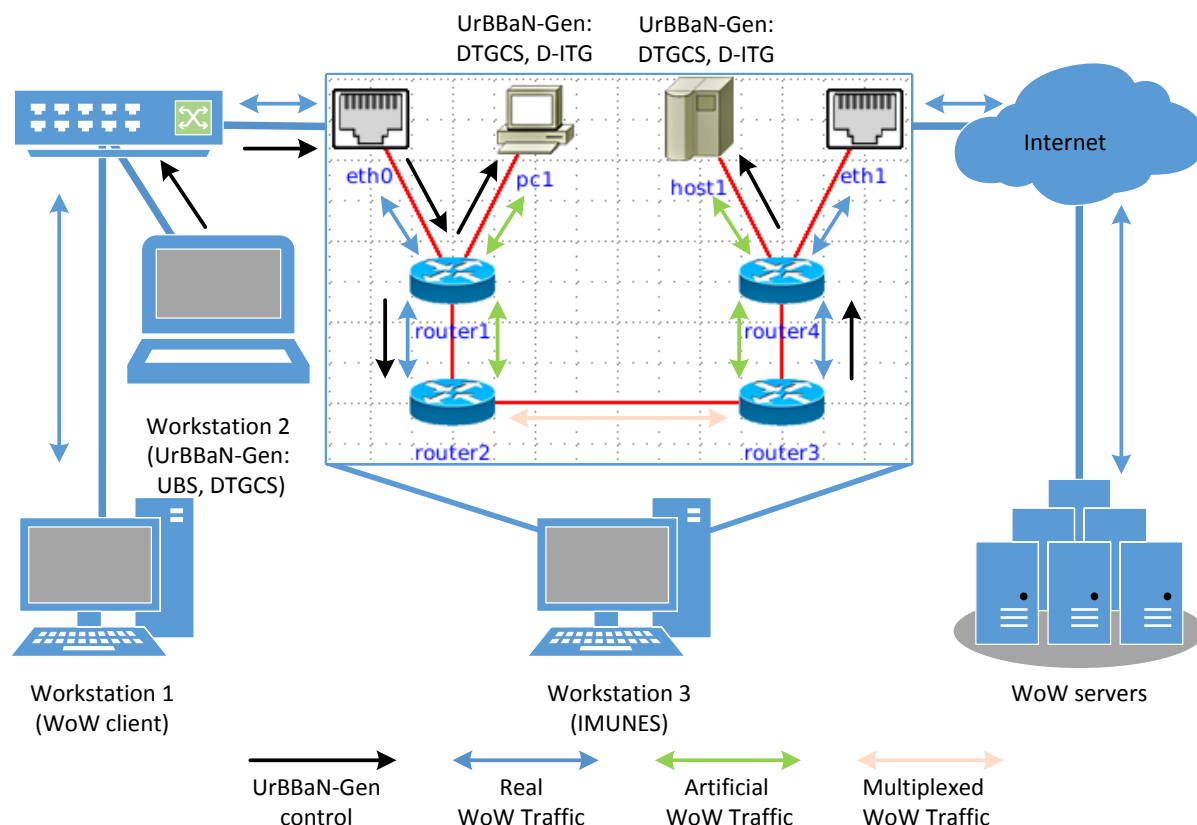 UrBBaN-Gen:
DTGCS, D-ITG
UrBBaN-Gen:
DTGCS, D-ITG
Internet
eth0
pc1
host1
eth1
router1
router4
router2
router3
Workstation 2
(UrBBaN-Gen:
UBS, DTGCS)
Workstation 1
(WoW client)
Workstation 3
(IMUNES)
WoW servers
UrBBaN-Gen
control
Real
WoW Traffic
Artificial
WoW Traffic
Multiplexed
WoW Traffic